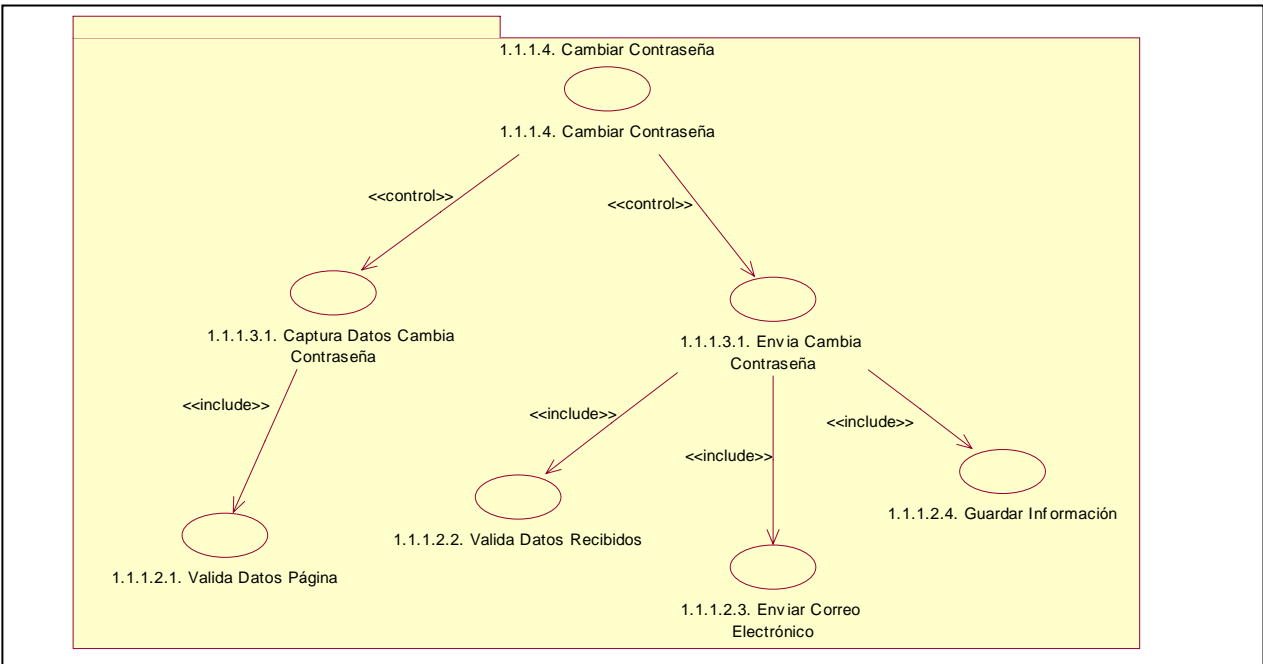 1.1.1.4. Cambiar Contraseña
1.1.1.4. Cambiar Contraseña
<<control>>
<<control>>
1.1.1.3.1. Captura Datos Cambia
Contraseña
1.1.1.3.1. Envia Cambia
Contraseña
<<include>>
<<include>>
<<include>>
<<include>>
1.1.1.2.4. Guardar Información
1.1.1.2.2. Valida Datos Recibidos
1.1.1.2.1. Valida Datos Página
1.1.1.2.3. Enviar Correo
Electrónico